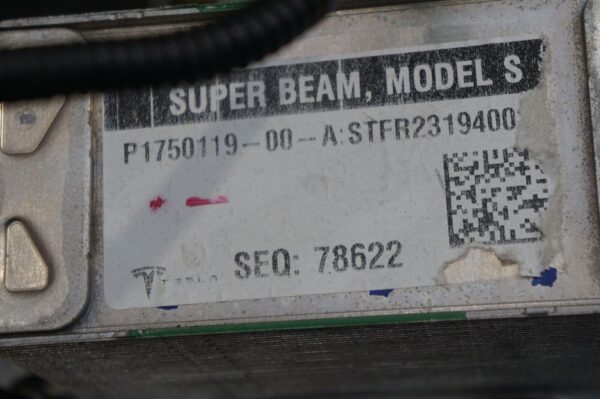 SUPER BEAM, MODEL S
P1750119-00-A:STFR2319400
SEQ: 78622
TESLA